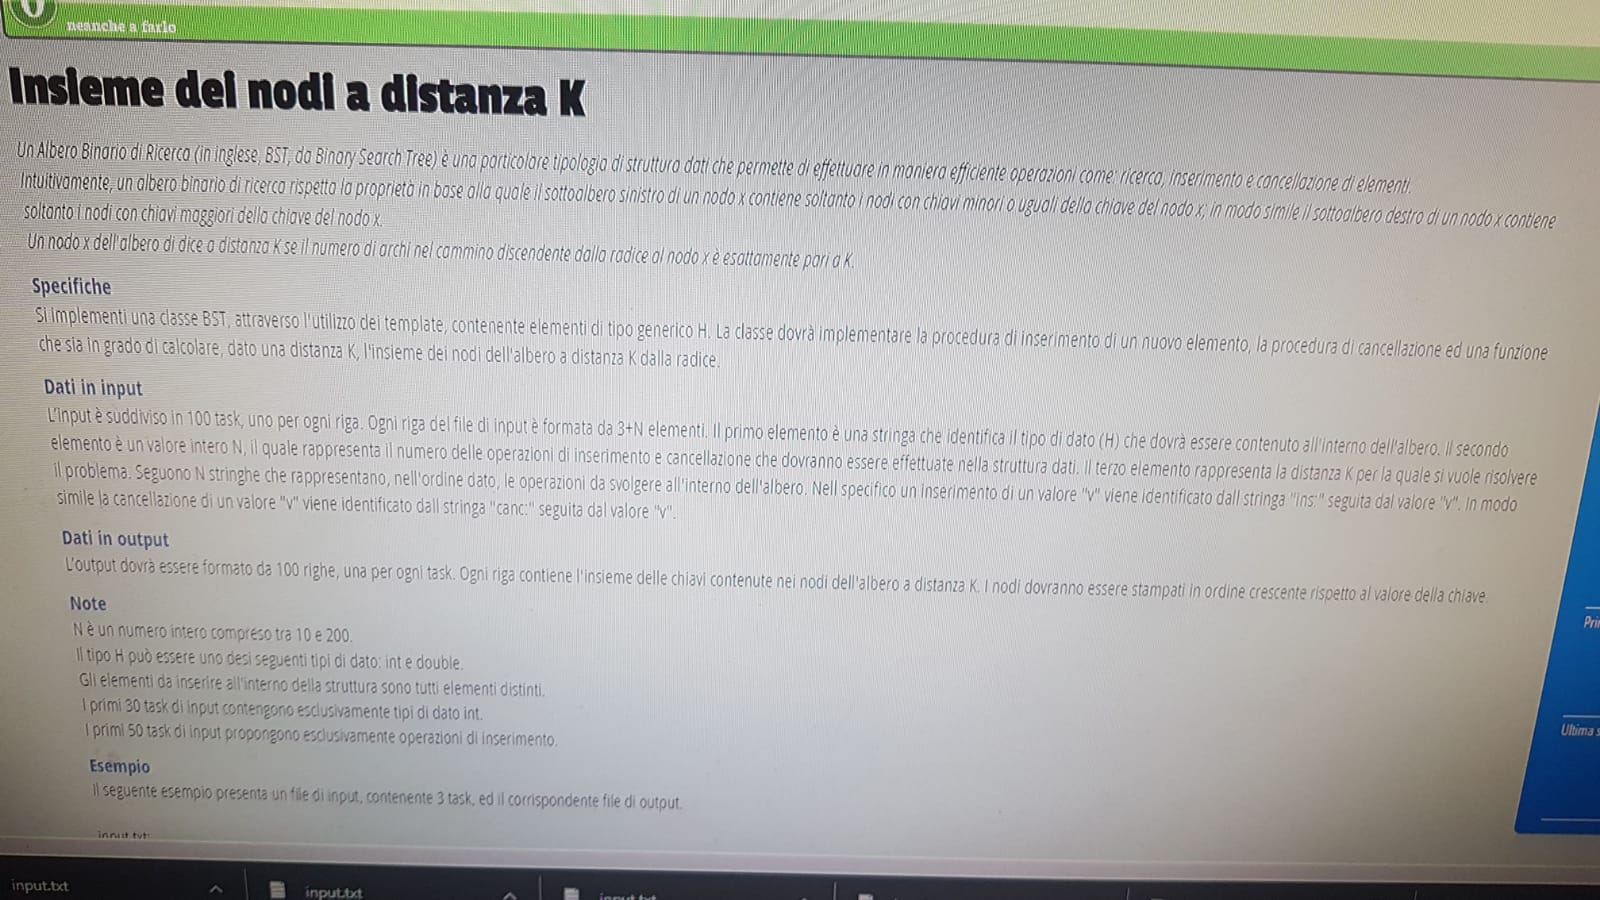 neanche a farlo
Insieme dei nodi a distanza K
Un Albero Binario di Ricerca (in inglese, BST, da Binary Search Tree) è una particolare tipologia di struttura dati che permette di effettuare in maniera efficiente operazioni come: ricerca, inserimento e cancellazione di elementi.
Intuitivamente, un albero binario di ricerca rispetta la proprietà in base alla quale il sottoalbero sinistro di un nodo x contiene soltanto i nodi con chiavi minori o uguali della chiave del nodo x; in modo simile il sottoalbero destro di un nodo x contiene
soltanto i nodi con chiavi maggiori della chiave del nodo x.
Un nodo x dell'albero di dice a distanza K se il numero di archi nel cammino discendente dalla radice al nodo x è esattamente pari a K.
Specifiche
Si implementi una classe BST, attraverso l'utilizzo dei template, contenente elementi di tipo generico H. La classe dovrà implementare la procedura di inserimento di un nuovo elemento, la procedura di cancellazione ed una funzione
che sia in grado di calcolare, dato una distanza K, l'insieme dei nodi dell'albero a distanza K dalla radice.
Dati in input
L'input è suddiviso in 100 task, uno per ogni riga. Ogni riga del file di input è formata da 3+N elementi. Il primo elemento è una stringa che identifica il tipo di dato (H) che dovrà essere contenuto all'interno dell'albero. Il secondo
elemento è un valore intero N, il quale rappresenta il numero delle operazioni di inserimento e cancellazione che dovranno essere effettuate nella struttura dati. Il terzo elemento rappresenta la distanza K per la quale si vuole risolvere
il problema. Seguono N stringhe che rappresentano, nell'ordine dato, le operazioni da svolgere all'interno dell'albero. Nell specifico un inserimento di un valore "v" viene identificato dall stringa "ins:" seguita dal valore "v". In modo
simile la cancellazione di un valore "v" viene identificato dall stringa "canc:" seguita dal valore "v".
Dati in output
L'output dovrà essere formato da 100 righe, una per ogni task. Ogni riga contiene l'insieme delle chiavi contenute nei nodi dell'albero a distanza K. I nodi dovranno essere stampati in ordine crescente rispetto al valore della chiave.
Note
N è un numero intero compreso tra 10 e 200.
Il tipo H può essere uno desi seguenti tipi di dato: int e double.
Gli elementi da inserire all'interno della struttura sono tutti elementi distinti.
I primi 30 task di input contengono esclusivamente tipi di dato int.
I primi 50 task di input propongono esclusivamente operazioni di inserimento.
Esempio
Il seguente esempio presenta un file di input, contenente 3 task, ed il corrispondente file di output.
input.txt:
Ultima
input.txt
input.txt